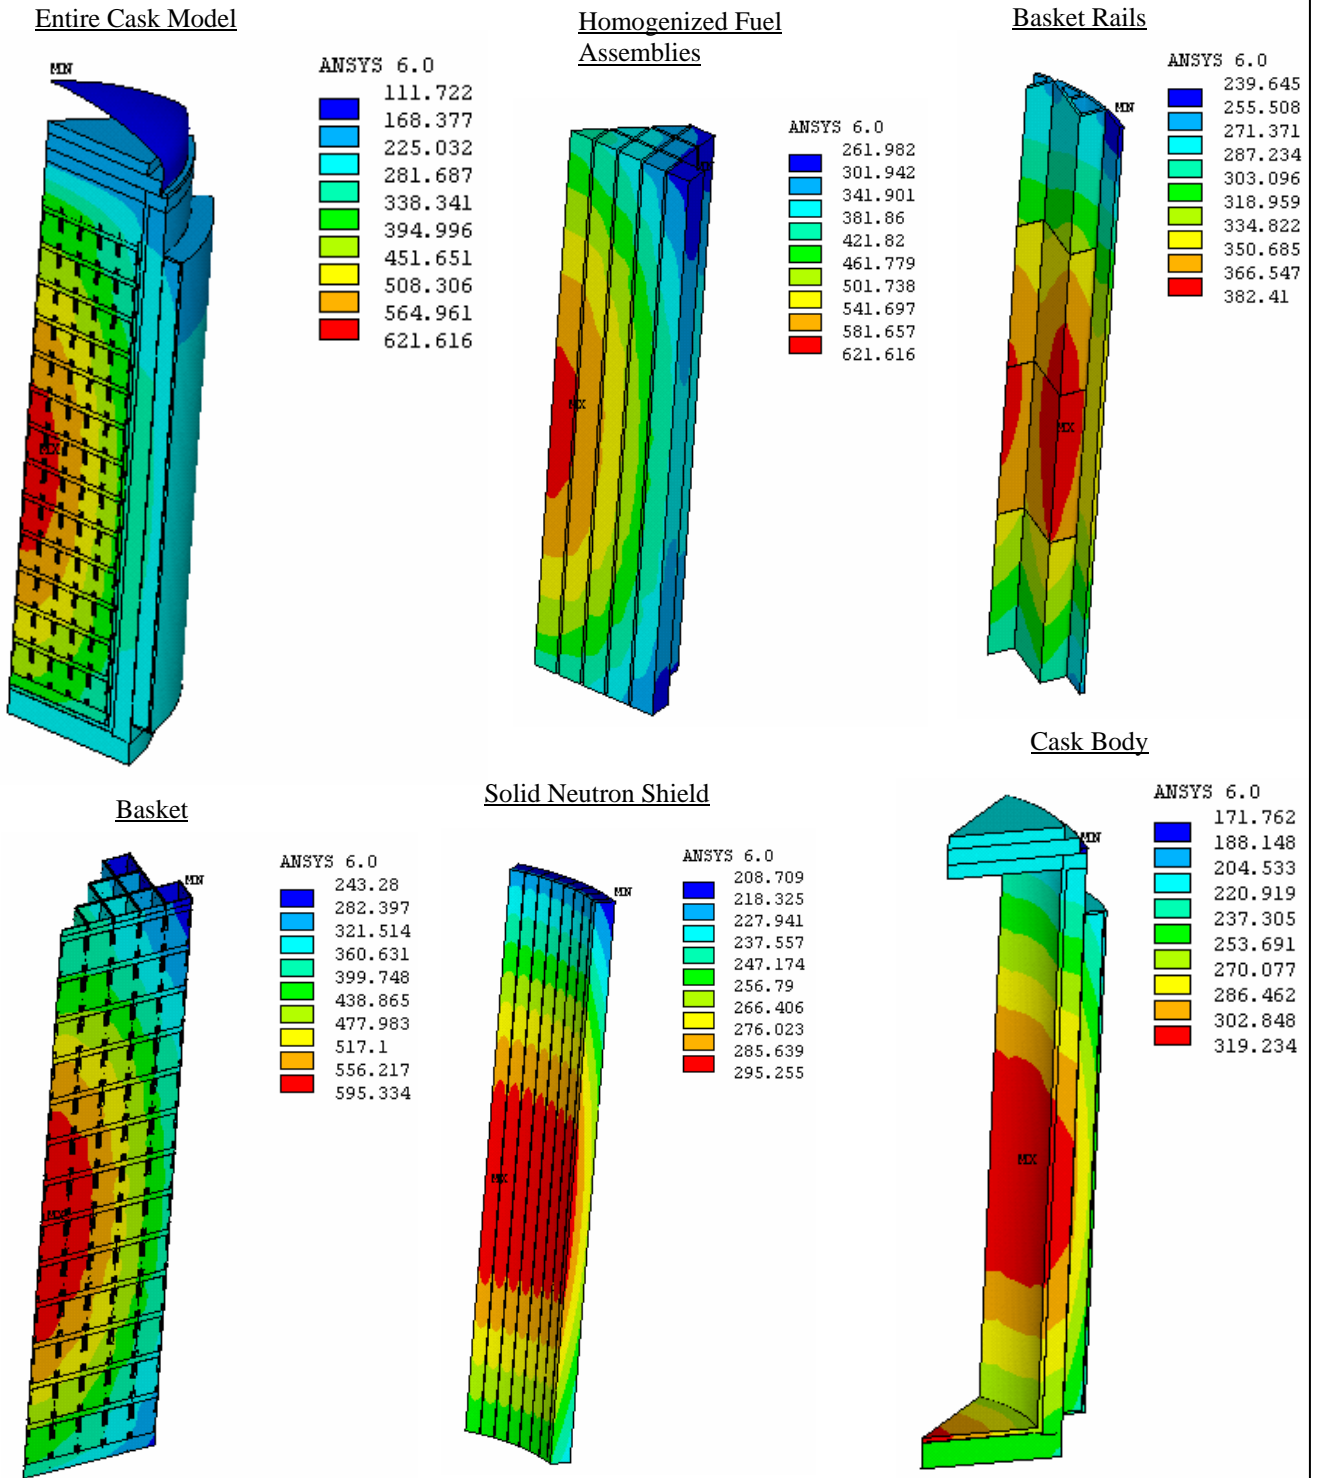 Entire Cask Model
MN
ANSYS 6.0
111.722
168.377
225.032
281.687
338.341
394.996
451.651
508.306
564.961
621.616
MX
Homogenized Fuel
Assemblies
ANSYS 6.0
261.982
301.942
341.901
381.86
421.82
461.779
501.738
541.697
581.657
621.616
MX
Basket Rails
MN
ANSYS 6.0
239.645
255.508
271.371
287.234
303.096
318.959
334.822
350.685
366.547
382.41
MX
Basket
MN
ANSYS 6.0
243.28
282.397
321.514
360.631
399.748
438.865
477.983
517.1
556.217
595.334
MX
Solid Neutron Shield
MN
ANSYS 6.0
208.709
218.325
227.941
237.557
247.174
256.79
266.406
276.023
285.639
295.255
MX
Cask Body
MN
ANSYS 6.0
171.762
188.148
204.533
220.919
237.305
253.691
270.077
286.462
302.848
319.234
MX